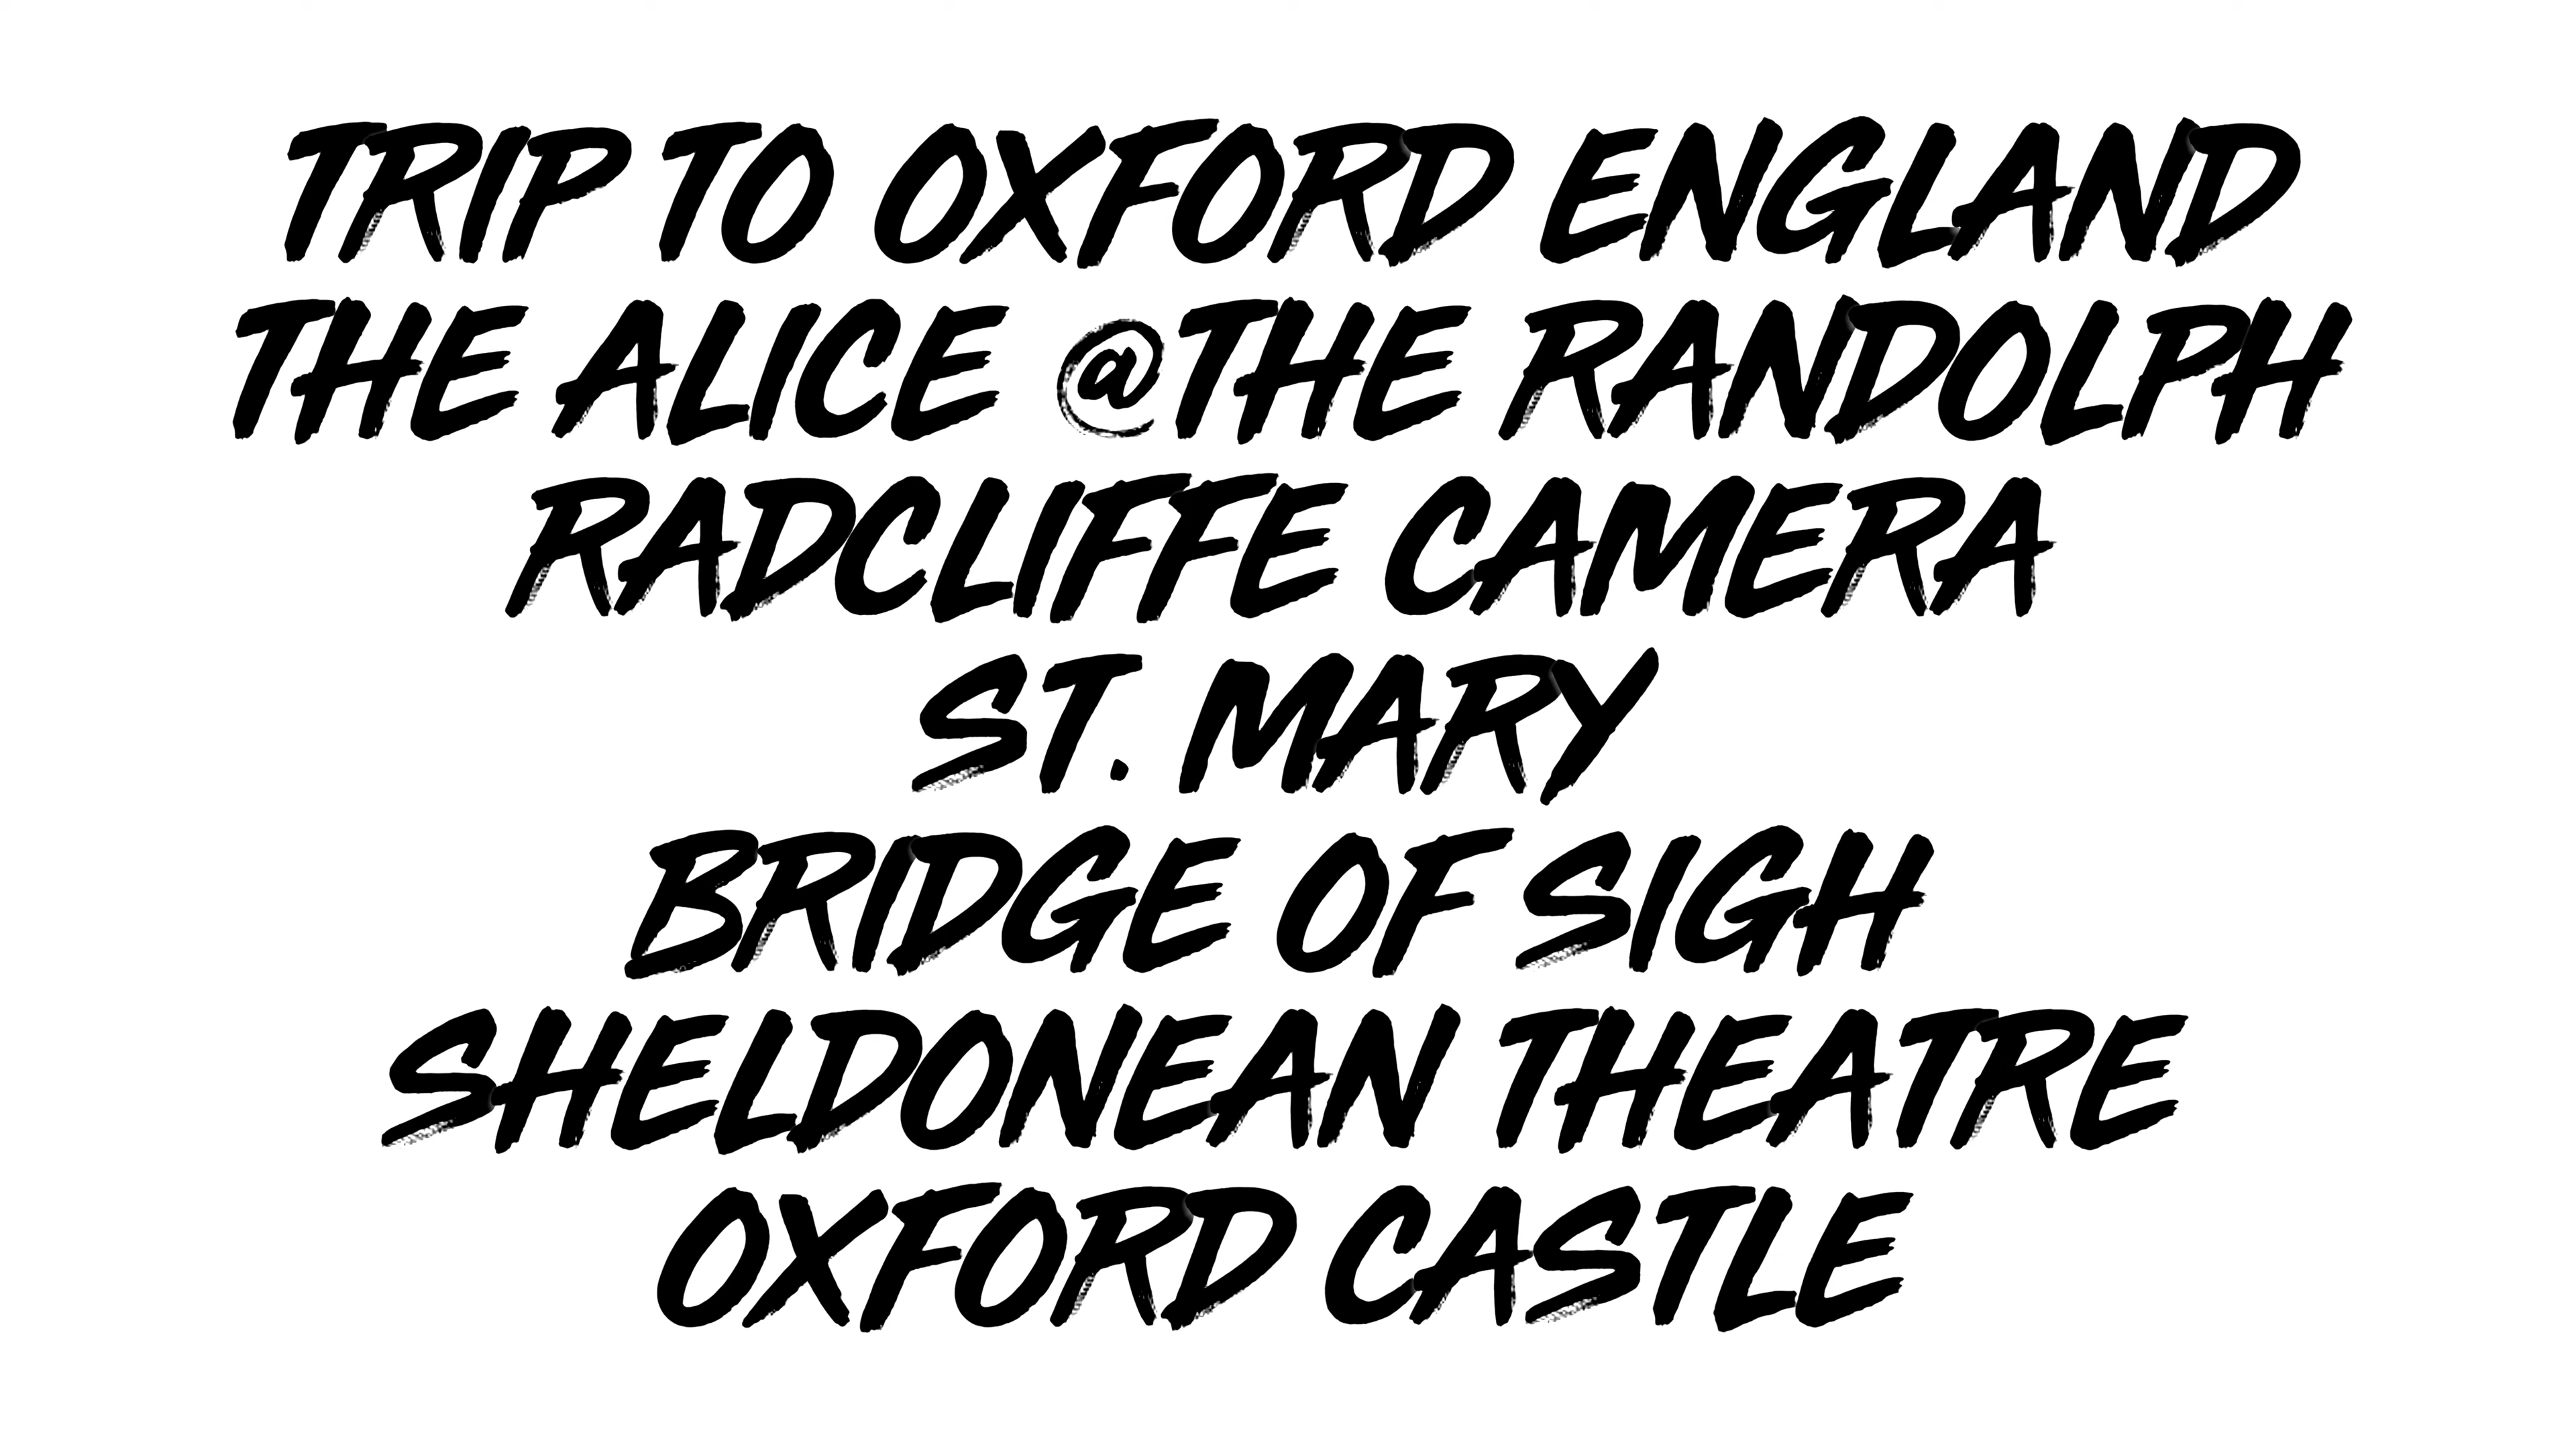 TRIP TO OXFORD ENGLAND
THE ALICE @THE RANDOLPH
RADCLIFFE CAMERA
ST. MARY
BRIDGE OF SIGH
SHELDONEAN THEATRE
OXFORD CASTLE